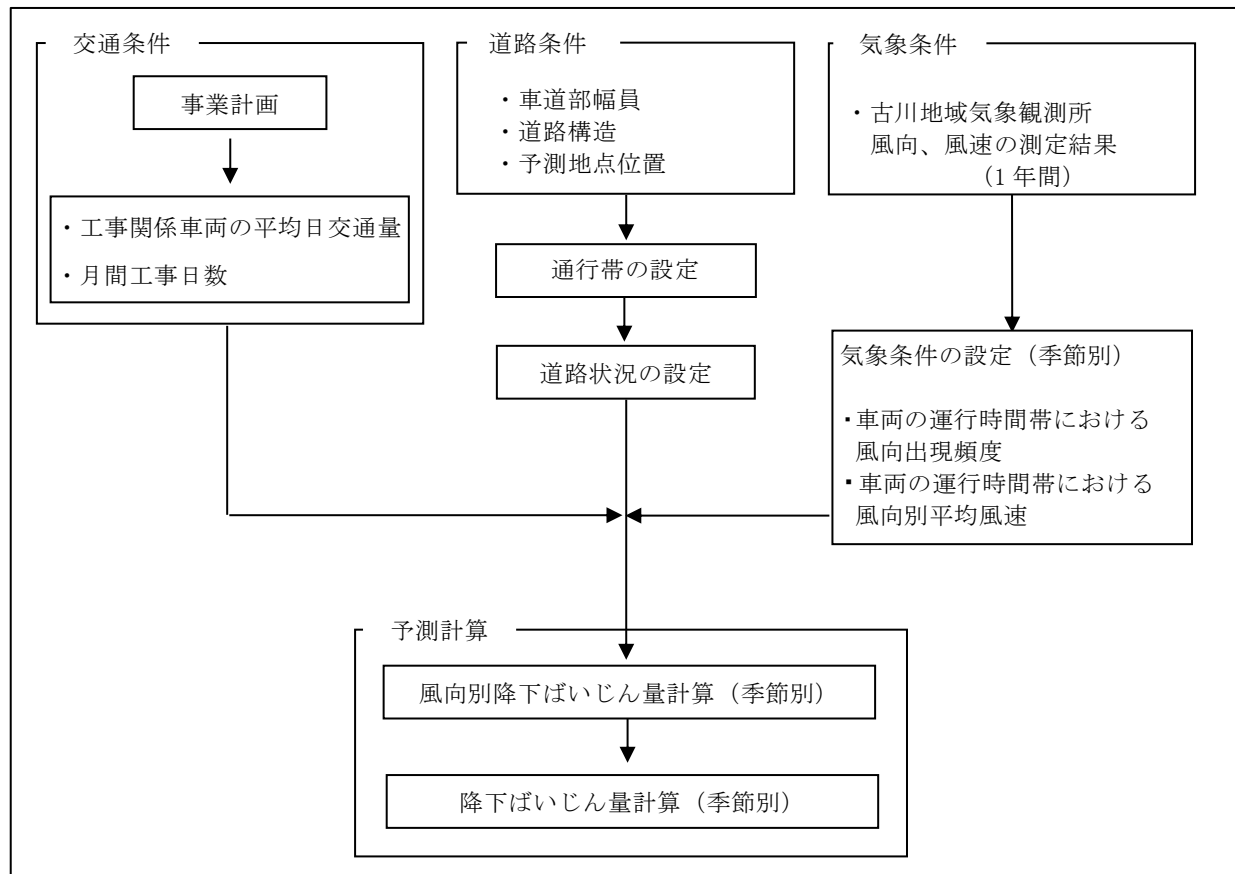 交通条件
事業計画
・工事関係車両の平均日交通量
・月間工事日数
道路条件
・車道部幅員
・道路構造
・予測地点位置
通行帯の設定
道路状況の設定
気象条件
・古川地域気象観測所
風向、風速の測定結果
（1 年間）
気象条件の設定（季節別）
・車両の運行時間帯における
風向出現頻度
・車両の運行時間帯における
風向別平均風速
予測計算
風向別降下ばいじん量計算（季節別）
降下ばいじん量計算（季節別）